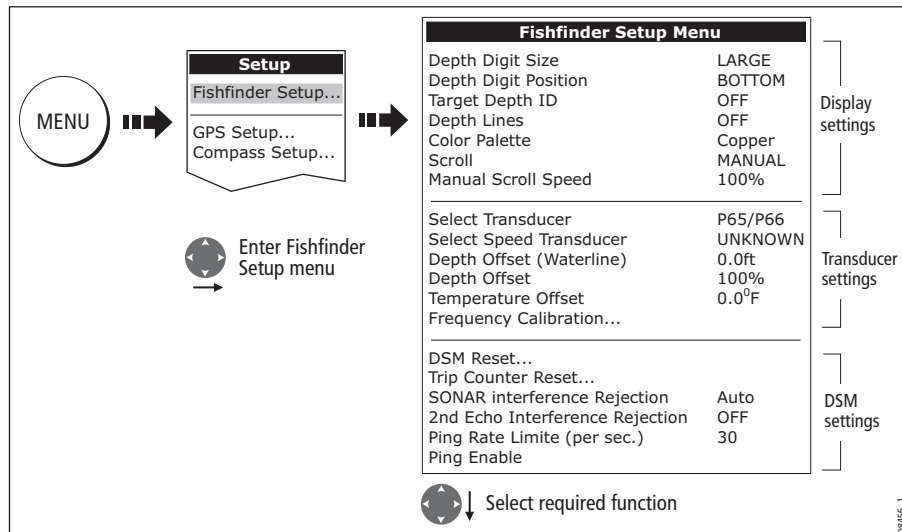 MENU
Setup
Fishfinder Setup...
GPS Setup...
Compass Setup...
Enter Fishfinder
Setup menu
Fishfinder Setup Menu
Depth Digit Size LARGE
Depth Digit Position BOTTOM
Target Depth ID OFF
Depth Lines OFF
Color Palette Copper
Scroll MANUAL
Manual Scroll Speed 100%
Display
settings
Select Transducer P65/P66
Select Speed Transducer UNKNOWN
Depth Offset (Waterline) 0.0ft
Depth Offset 100%
Temperature Offset 0.0⁰F
Frequency Calibration...
Transducer
settings
DSM Reset...
Trip Counter Reset...
SONAR interference Rejection Auto
2nd Echo Interference Rejection OFF
Ping Rate Limite (per sec.) 30
Ping Enable
DSM
settings
Select required function